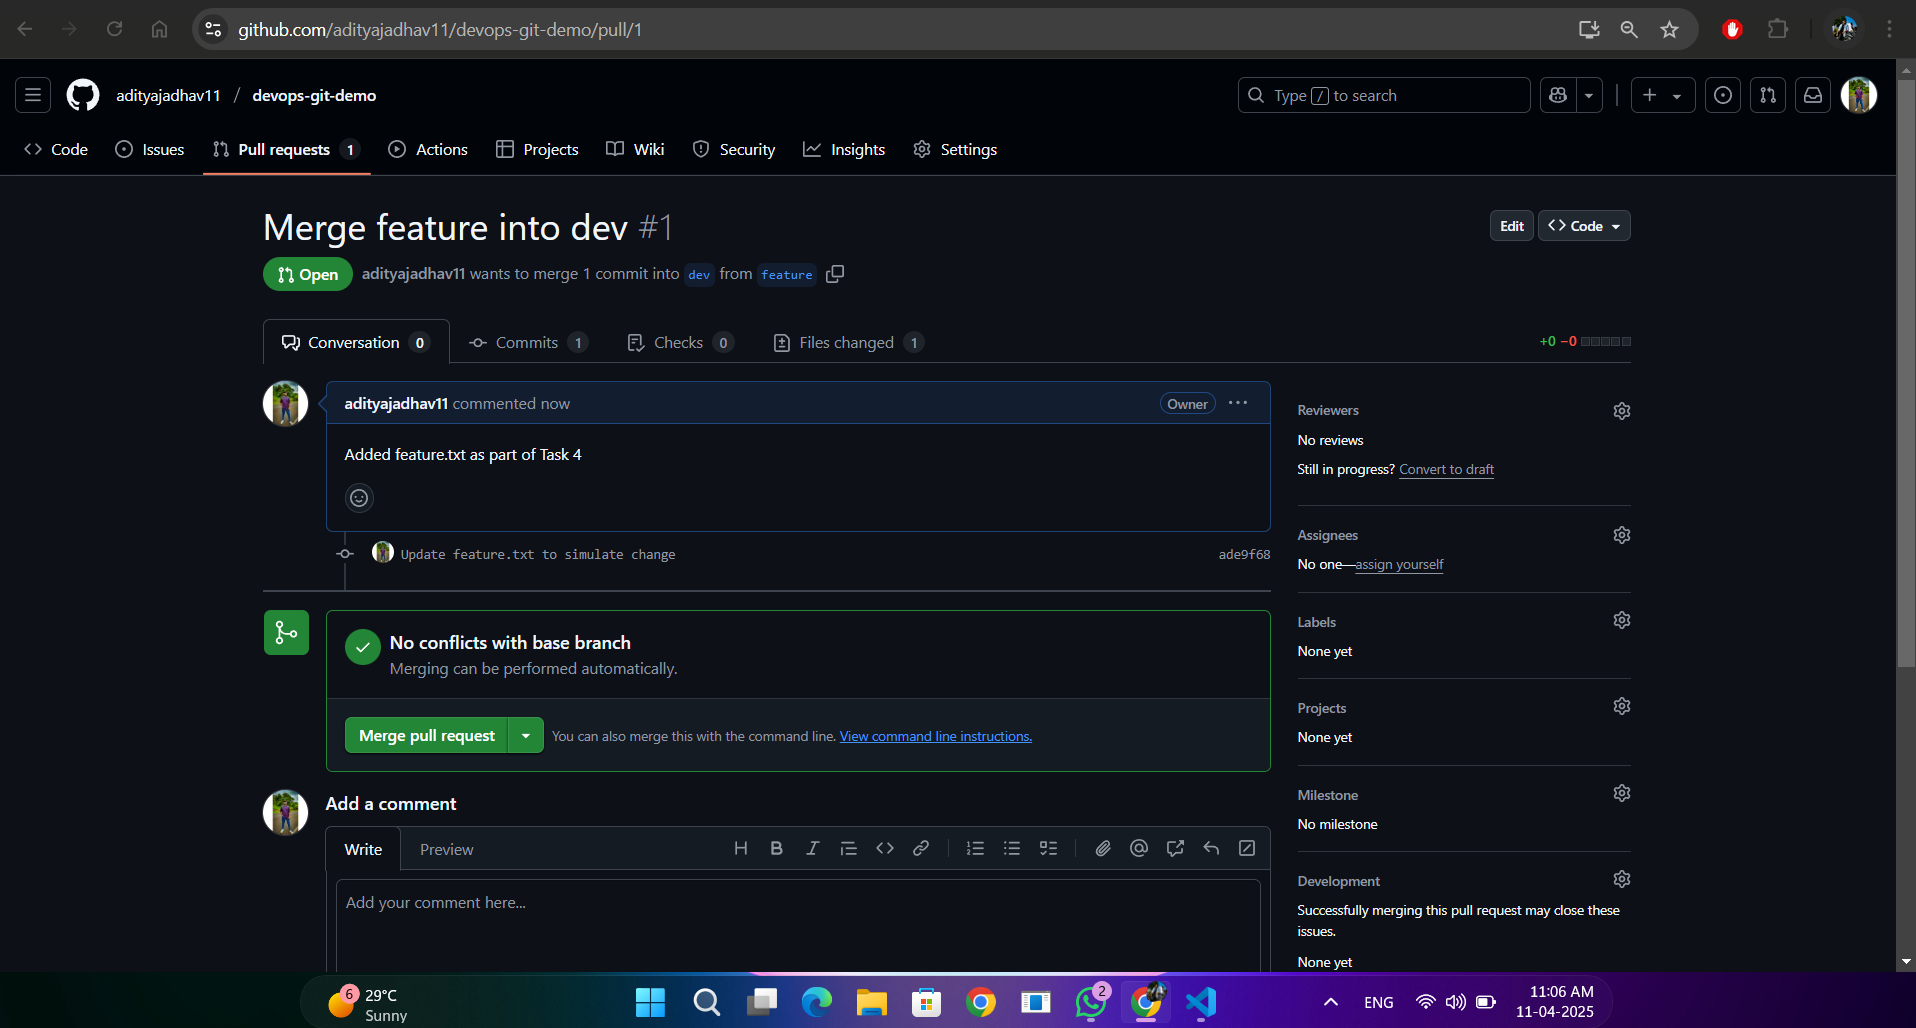 github.com/adityajadhav11/devops-git-demo/pull/1
adityajadhav11 / devops-git-demo
Type / to search
Code
Issues
Pull requests 1
Actions
Projects
Wiki
Security
Insights
Settings
Merge feature into dev #1
Edit
Code
Open
adityajadhav11 wants to merge 1 commit into dev from feature
Conversation 0
Commits 1
Checks 0
Files changed 1
+0 −0
adityajadhav11 commented now
Owner
Added feature.txt as part of Task 4
Update feature.txt to simulate change
ade9f68
No conflicts with base branch
Merging can be performed automatically.
Merge pull request
You can also merge this with the command line. View command line instructions.
Add a comment
Write
Preview
Add your comment here...
Reviewers
No reviews
Still in progress? Convert to draft
Assignees
No one—assign yourself
Labels
None yet
Projects
None yet
Milestone
No milestone
Development
Successfully merging this pull request may close these
issues.
None yet
6
29°C
Sunny
2
ENG
11:06 AM
11-04-2025